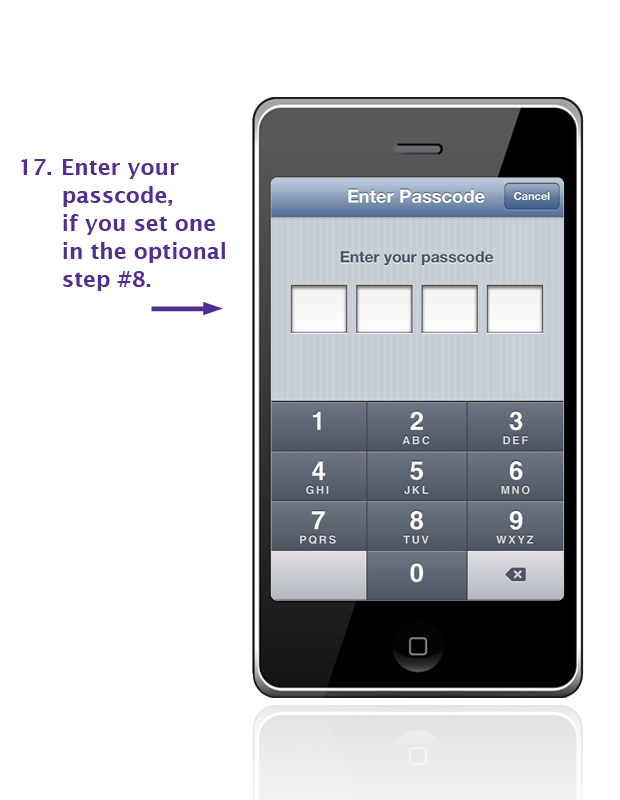 17. Enter your
passcode,
if you set one
in the optional
step #8.
Enter Passcode
Cancel
Enter your passcode
1
2
3
ABC
DEF
4
5
6
GHI
JKL
MNO
7
8
9
PQRS
TUV
WXYZ
0